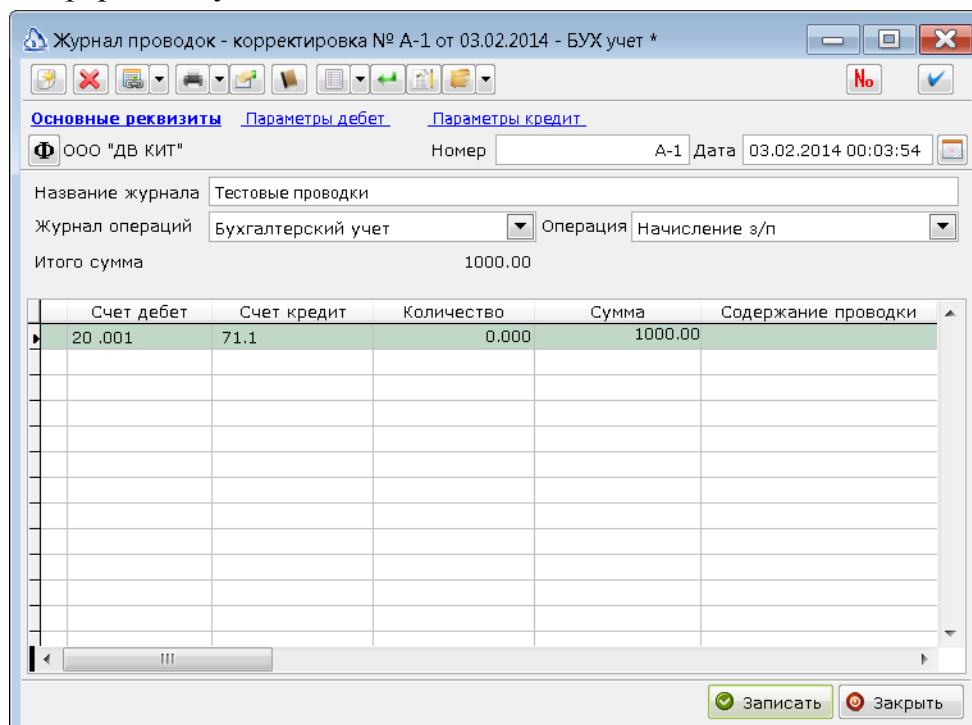 Журнал проводок - корректировка № А-1 от 03.02.2014 - БУХ учет *
No
Основные реквизиты Параметры дебет Параметры кредит
Ф ООО "ДВ КИТ" Номер А-1 Дата 03.02.2014 00:03:54
Название журнала Тестовые проводки
Журнал операций Бухгалтерский учет Операция Начисление з/п
Итого сумма 1000.00
Счет дебет Счет кредит Количество Сумма Содержание проводки
20 .001 71.1 0.000 1000.00
Записать Закрыть